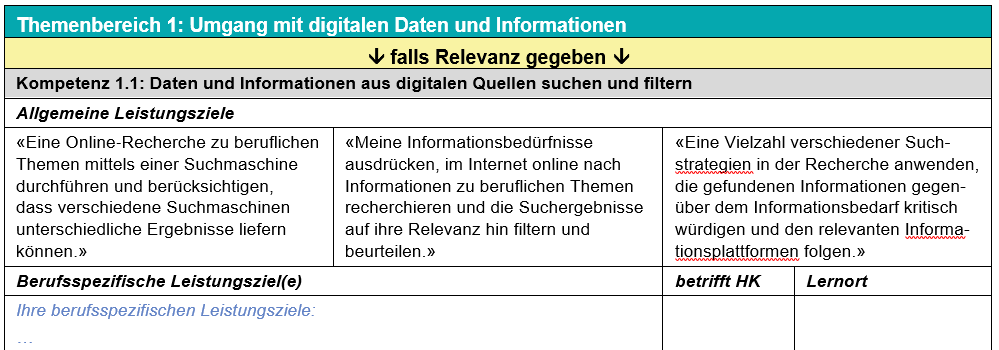 Themenbereich 1: Umgang mit digitalen Daten und Informationen
↓ falls Relevanz gegeben ↓
Kompetenz 1.1: Daten und Informationen aus digitalen Quellen suchen und filtern
Allgemeine Leistungsziele
«Eine Online-Recherche zu beruflichen
Themen mittels einer Suchmaschine
durchführen und berücksichtigen,
dass verschiedene Suchmaschinen
unterschiedliche Ergebnisse liefern
können.»
«Meine Informationsbedürfnisse
ausdrücken, im Internet online nach
Informationen zu beruflichen Themen
recherchieren und die Suchergebnisse
auf ihre Relevanz hin filtern und
beurteilen.»
«Eine Vielzahl verschiedener Such-
strategien in der Recherche anwenden,
die gefundenen Informationen gegen-
über dem Informationsbedarf kritisch
würdigen und den relevanten Informa-
tionsplattformen folgen.»
Berufsspezifische Leistungsziel(e)
betrifft HK
Lernort
Ihre berufsspezifischen Leistungsziele:
…